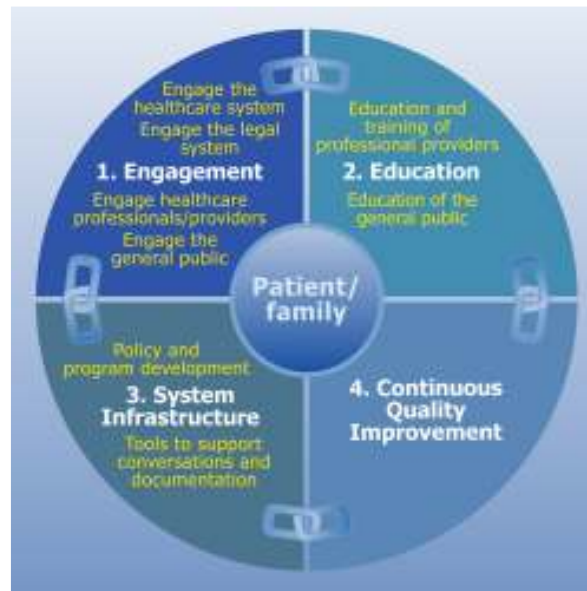 Engage the
healthcare system
Engage the legal
system
1. Engagement
Engage healthcare
professionals/providers
Engage the
general public
Education and
training of
professional providers
2. Education
Education of the
general public
Patient/
family
Policy and
program development
3. System
Infrastructure
Tools to support
conversations and
documentation
4. Continuous
Quality
Improvement